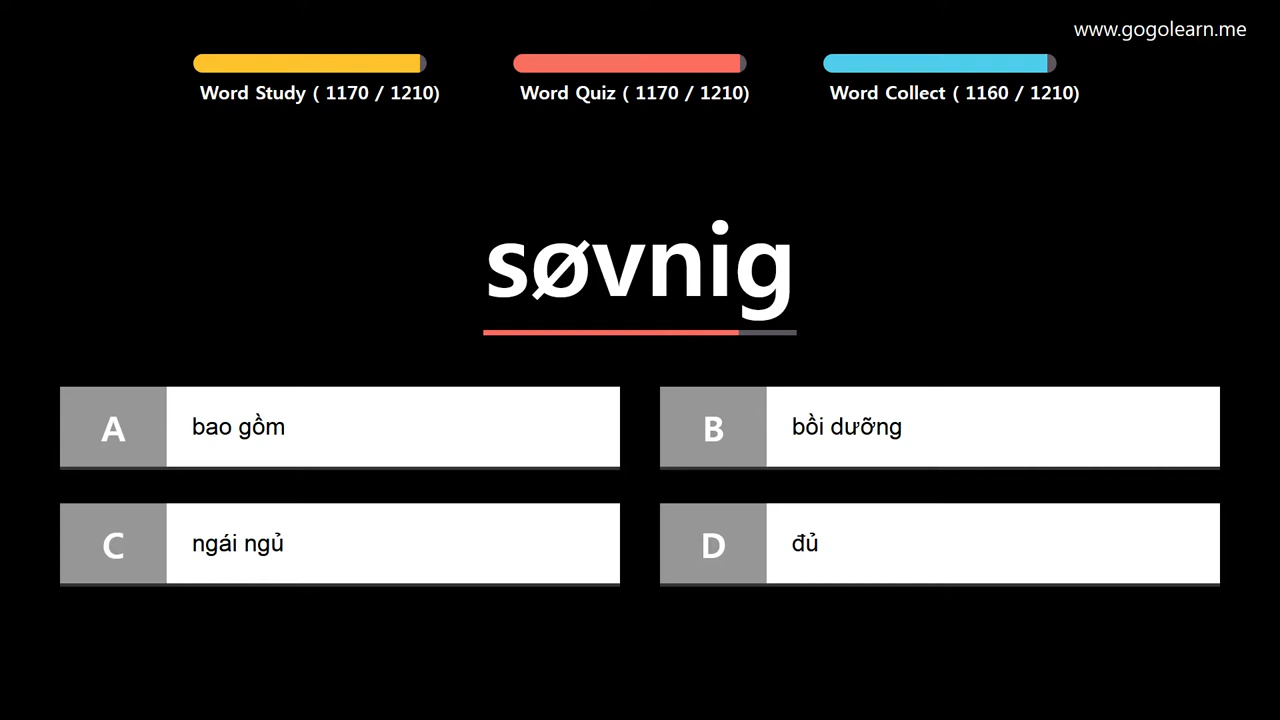 www.gogolearn.me
Word Study ( 1170 / 1210)
Word Quiz ( 1170 / 1210)
Word Collect ( 1160 / 1210)
søvnig
A bao gồm
B bồi dưỡng
C ngái ngủ
D đủ